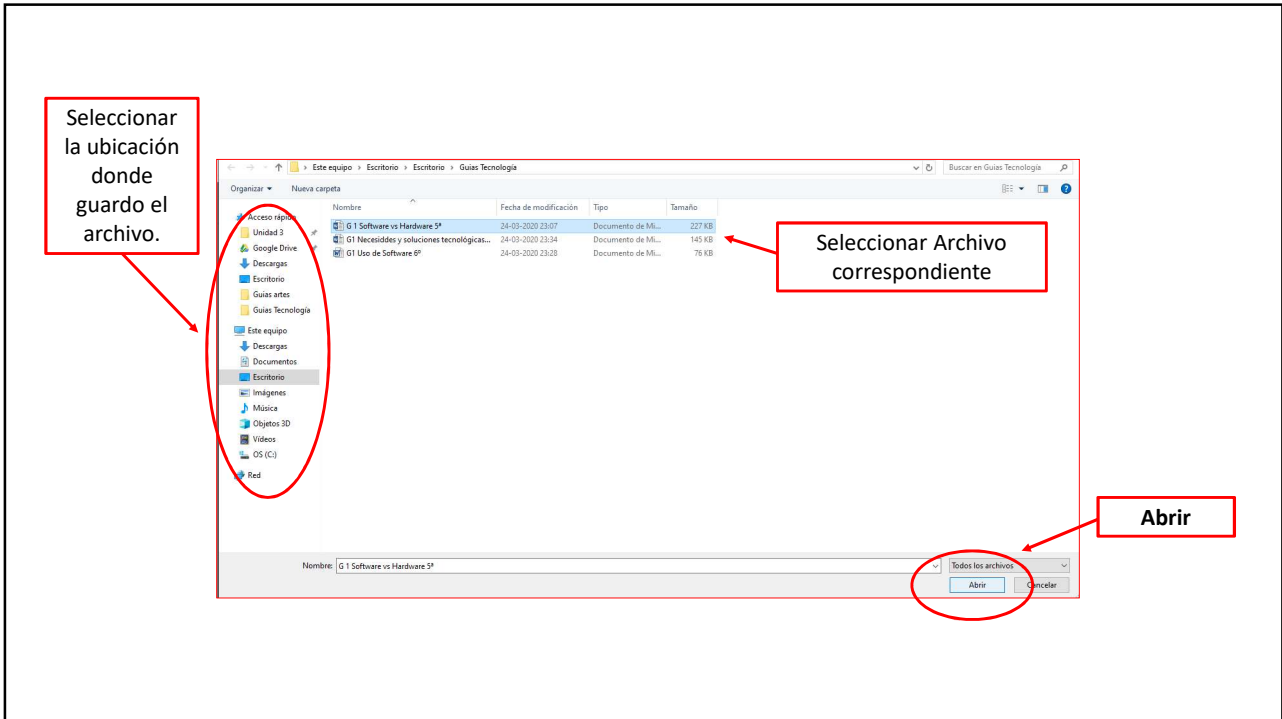 Seleccionar
la ubicación
donde
guardo el
archivo.
Este equipo › Escritorio › Escritorio › Guias Tecnología
Buscar en Guias Tecnología
Organizar
Nueva carpeta
Nombre Fecha de modificación Tipo Tamaño
Acceso rápido
Unidad 3
Google Drive
Descargas
Escritorio
Guias artes
Guias Tecnología
Este equipo
Descargas
Documentos
Escritorio
Imágenes
Música
Objetos 3D
Vídeos
OS (C:)
Red
G 1 Software vs Hardware 5ª 24-03-2020 23:07 Documento de Mi... 227 KB
G1 Necesiddes y soluciones tecnológicas... 24-03-2020 23:34 Documento de Mi... 145 KB
G1 Uso de Software 6º 24-03-2020 23:28 Documento de Mi... 76 KB
Seleccionar Archivo
correspondiente
Abrir
Nombre: G 1 Software vs Hardware 5ª
Todos los archivos
Abrir Cancelar